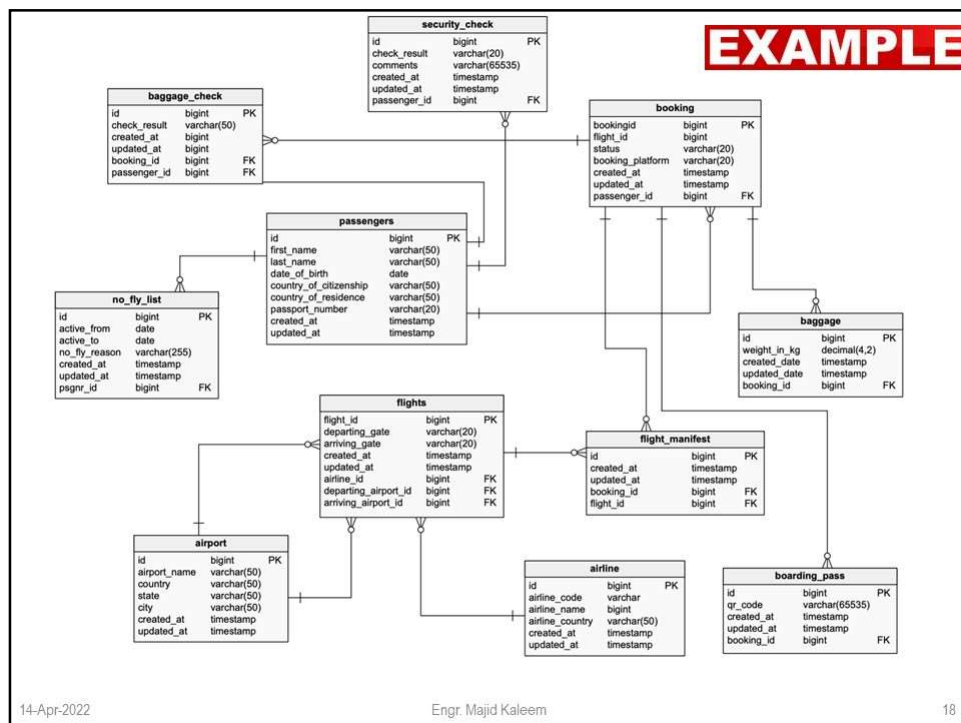 security_check
id bigint PK
check_result varchar(20)
comments varchar(65535)
created_at timestamp
updated_at timestamp
passenger_id bigint FK
EXAMPLE
baggage_check
id bigint PK
check_result varchar(50)
created_at bigint
updated_at bigint
booking_id bigint FK
passenger_id bigint FK
booking
bookingid bigint PK
flight_id bigint
status varchar(20)
booking_platform varchar(20)
created_at timestamp
updated_at timestamp
passenger_id bigint FK
passengers
id bigint PK
first_name varchar(50)
last_name varchar(50)
date_of_birth date
country_of_citizenship varchar(50)
country_of_residence varchar(50)
passport_number varchar(20)
created_at timestamp
updated_at timestamp
no_fly_list
id bigint PK
active_from date
active_to date
no_fly_reason varchar(255)
created_at timestamp
updated_at timestamp
psgnr_id bigint FK
baggage
id bigint PK
weight_in_kg decimal(4,2)
created_date timestamp
updated_date timestamp
booking_id bigint FK
flights
flight_id bigint PK
departing_gate varchar(20)
arriving_gate varchar(20)
created_at timestamp
updated_at timestamp
airline_id bigint FK
departing_airport_id bigint FK
arriving_airport_id bigint FK
flight_manifest
id bigint PK
created_at timestamp
updated_at timestamp
booking_id bigint FK
flight_id bigint FK
airport
id bigint PK
airport_name varchar(50)
country varchar(50)
state varchar(50)
city varchar(50)
created_at timestamp
updated_at timestamp
airline
id bigint PK
airline_code varchar
airline_name bigint
airline_country varchar(50)
created_at timestamp
updated_at timestamp
boarding_pass
id bigint PK
qr_code varchar(65535)
created_at timestamp
updated_at timestamp
booking_id bigint FK
14-Apr-2022
Engr. Majid Kaleem
18